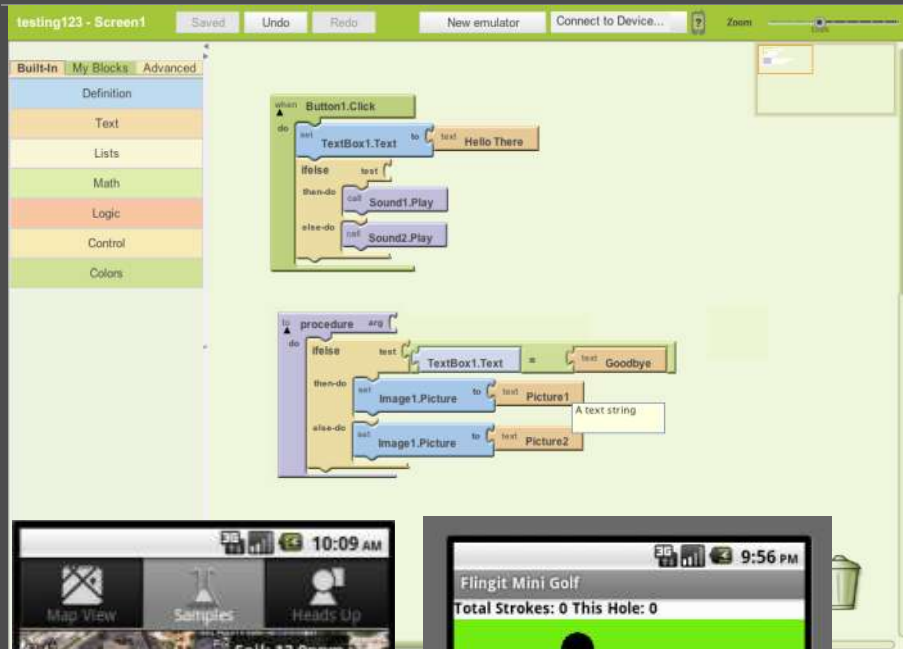 testing123 - Screen1 Saved Undo Redo New emulator Connect to Device... ? Zoom
Built-In My Blocks Advanced
Definition
Text
Lists
Math
Logic
Control
Colors
when Button1.Click
do set TextBox1.Text to text Hello There
ifelse test
then-do call Sound1.Play
else-do call Sound2.Play
to procedure arg
do ifelse test TextBox1.Text = text Goodbye
then-do set Image1.Picture to text Picture1
A text string
else-do set Image1.Picture to text Picture2
3G 10:09 AM
Map View Samples Heads Up
3G 9:56 PM
Flingit Mini Golf
Total Strokes: 0 This Hole: 0